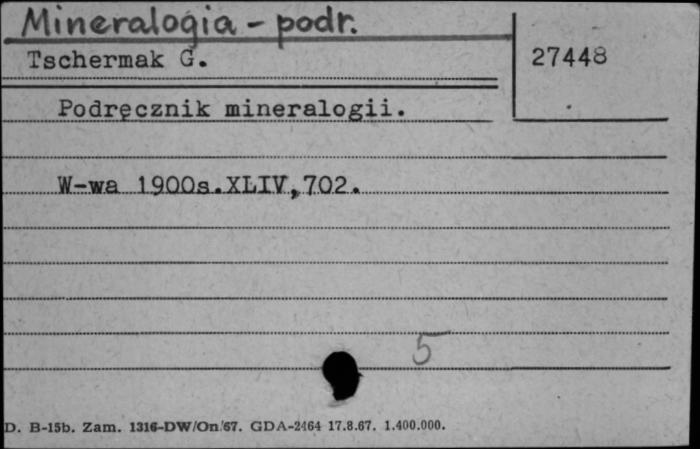 Mineralogia - podr.
Tschermak G.
27448
Podręcznik mineralogii.
W-wa 1900s.XLIV,702.
5
D. B-15b. Zam. 1316-DW/On/67. GDA-2464 17.8.67. 1.400.000.